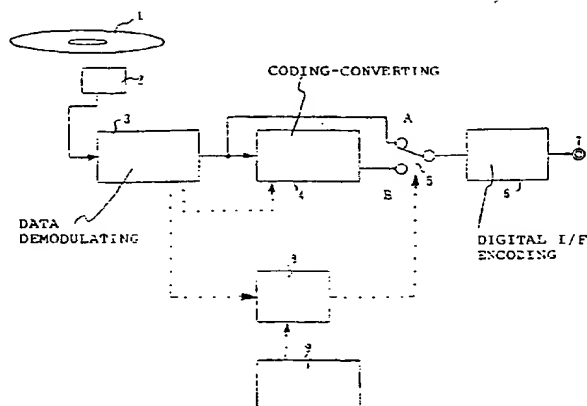 1
2
CODING-CONVERTING
3
A
7
5
B
4
6
DATA
DEMODULATING
DIGITAL I/F
ENCODING
8
9